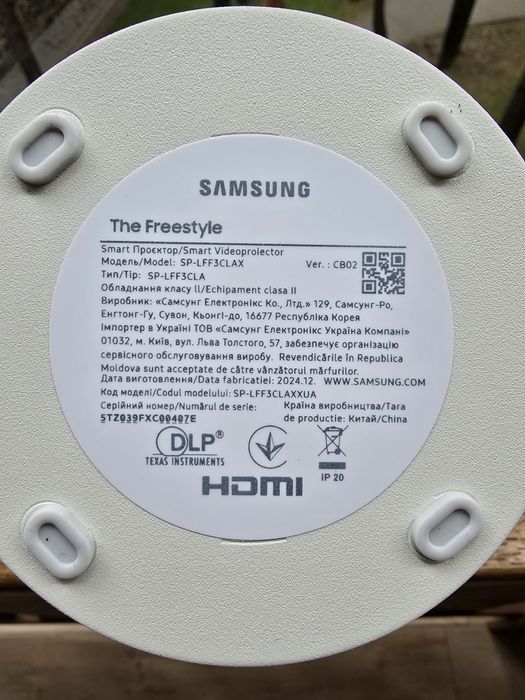 SAMSUNG
The Freestyle
Smart Проєктор/Smart Videoproiector
Модель/Model: SP-LFF3CLAX Ver. : CB02
Тип/Tip: SP-LFF3CLA
Обладнання класу II/Echipament clasa II
Виробник: «Самсунг Електронікс Ко., Лтд.» 129, Самсунг-Ро,
Енгтонг-Гу, Сувон, Кьонгі-до, 16677 Республіка Корея
Імпортер в Україні ТОВ «Самсунг Електронікс Україна Компані»
01032, м. Київ, вул. Льва Толстого, 57, забезпечує організацію
сервісного обслуговування виробу. Revendicările în Republica
Moldova sunt acceptate de către vânzătorul mărfurilor.
Дата виготовлення/Data fabricatiei: 2024.12. WWW.SAMSUNG.COM
Код моделі/Codul modelului: SP-LFF3CLAXXUA
Серійний номер/Numărul de serie: Країна виробництва/Tara
5TZ039FXC00407E de productie: Китай/China
DLP®
TEXAS INSTRUMENTS
IP 20
HDMI